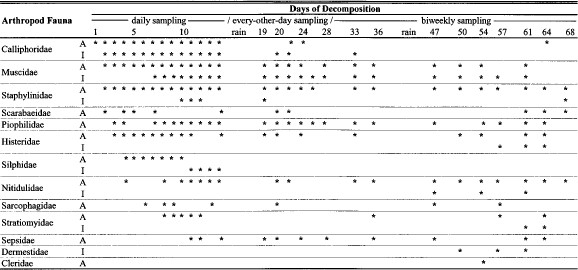 Days of Decomposition
Arthropod Fauna daily sampling / every-other-day sampling / biweekly sampling
1 5 10 rain 19 20 24 28 33 36 rain 47 50 54 57 61 64 68
Calliphoridae A * * * * * * * * * * * * * * * * *
I * * * * * * * * * * * * * * * *
Muscidae A * * * * * * * * * * * * * * * * * * * * * * * *
I * * * * * * * * * * * * * * * * * * *
Staphylinidae A * * * * * * * * * * * * * * * * * * * * * * * * * * *
I * * * * *
Scarabaeidae A * * * * * * * * * *
Piophilidae A * * * * * * * * * * * * * * * * * * * * * *
Histeridae A * * * * * * * * * * * * * * * * *
I * * *
Silphidae A * * * * * * *
I * * * *
Nitidulidae A * * * * * * * * * * * * * * * * * *
I * * *
Sarcophagidae A * * * * * * *
Stratiomyidae A * * * * * * * *
I * *
Sepsidae A * * * * * * * * * * *
Dermestidae I * * *
Cleridae A *